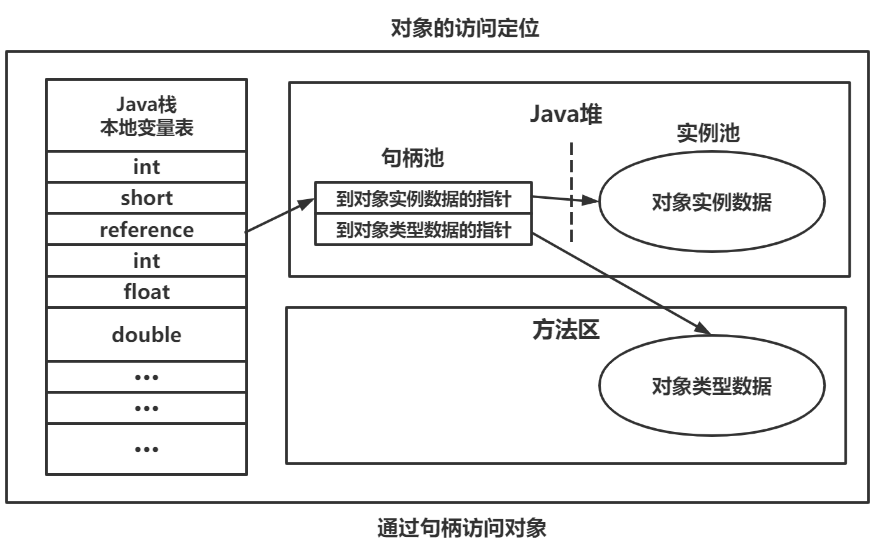 对象的访问定位
Java栈
本地变量表
int
short
reference
int
float
double
...
...
...
Java堆
句柄池
到对象实例数据的指针
到对象类型数据的指针
实例池
对象实例数据
方法区
对象类型数据
通过句柄访问对象